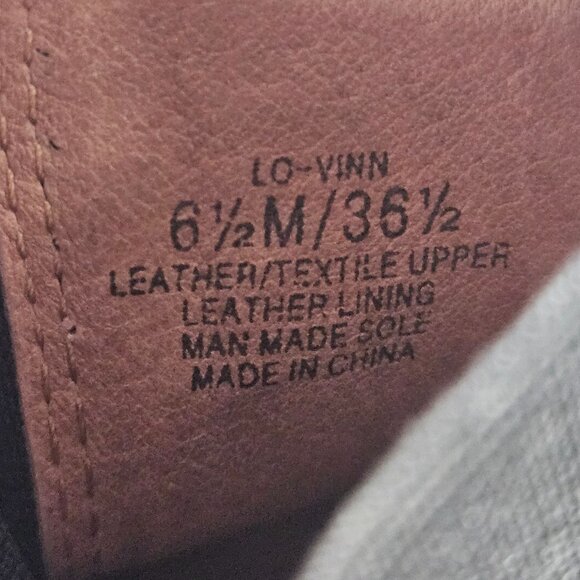 LO-VINN
6½M/36½
LEATHER/TEXTILE UPPER
LEATHER LINING
MAN MADE SOLE
MADE IN CHINA